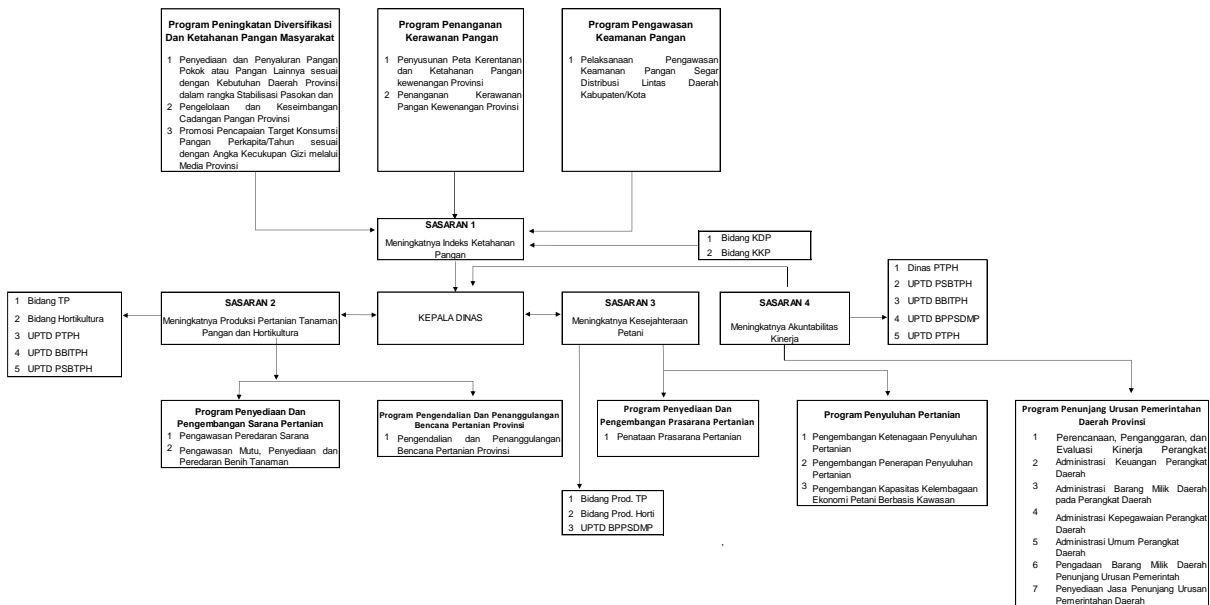 Program Peningkatan Diversifikasi
Dan Ketahanan Pangan Masyarakat
1 Penyediaan dan Penyaluran Pangan
Pokok atau Pangan Lainnya sesuai
dengan Kebutuhan Daerah Provinsi
dalam rangka Stabilisasi Pasokan dan
2 Pengelolaan dan Keseimbangan
Cadangan Pangan Provinsi
3 Promosi Pencapaian Target Konsumsi
Pangan Perkapita/Tahun sesuai
dengan Angka Kecukupan Gizi melalui
Media Provinsi
Program Penanganan
Kerawanan Pangan
1 Penyusunan Peta Kerentanan
dan Ketahanan Pangan
kewenangan Provinsi
2 Penanganan Kerawanan
Pangan Kewenangan Provinsi
Program Pengawasan
Keamanan Pangan
1 Pelaksanaan Pengawasan
Keamanan Pangan Segar
Distribusi Lintas Daerah
Kabupaten/Kota
SASARAN 1
Meningkatnya Indeks Ketahanan
Pangan
1 Bidang KDP
2 Bidang KKP
1 Bidang TP
2 Bidang Hortikultura
3 UPTD PTPH
4 UPTD BBITPH
5 UPTD PSBTPH
SASARAN 2
Meningkatnya Produksi Pertanian Tanaman
Pangan dan Hortikultura
KEPALA DINAS
SASARAN 3
Meningkatnya Kesejahteraan
Petani
SASARAN 4
Meningkatnya Akuntabilitas
Kinerja
1 Dinas PTPH
2 UPTD PSBTPH
3 UPTD BBITPH
4 UPTD BPPSDMP
5 UPTD PTPH
Program Penyediaan Dan
Pengembangan Sarana Pertanian
1 Pengawasan Peredaran Sarana
2 Pengawasan Mutu, Penyediaan dan
Peredaran Benih Tanaman
Program Pengendalian Dan Penanggulangan
Bencana Pertanian Provinsi
1 Pengendalian dan Penanggulangan
Bencana Pertanian Provinsi
Program Penyediaan Dan
Pengembangan Prasarana Pertanian
1 Penataan Prasarana Pertanian
Program Penyuluhan Pertanian
1 Pengembangan Ketenagaan Penyuluhan
Pertanian
2 Pengembangan Penerapan Penyuluhan
Pertanian
3 Pengembangan Kapasitas Kelembagaan
Ekonomi Petani Berbasis Kawasan
Program Penunjang Urusan Pemerintahan
Daerah Provinsi
1 Perencanaan, Penganggaran, dan
Evaluasi Kinerja Perangkat
2 Administrasi Keuangan Perangkat
Daerah
3 Administrasi Barang Milik Daerah
pada Perangkat Daerah
4 Administrasi Kepegawaian Perangkat
Daerah
5 Administrasi Umum Perangkat
Daerah
6 Pengadaan Barang Milik Daerah
Penunjang Urusan Pemerintah
7 Penyediaan Jasa Penunjang Urusan
Pemerintahan Daerah
1 Bidang Prod. TP
2 Bidang Prod. Horti
3 UPTD BPPSDMP